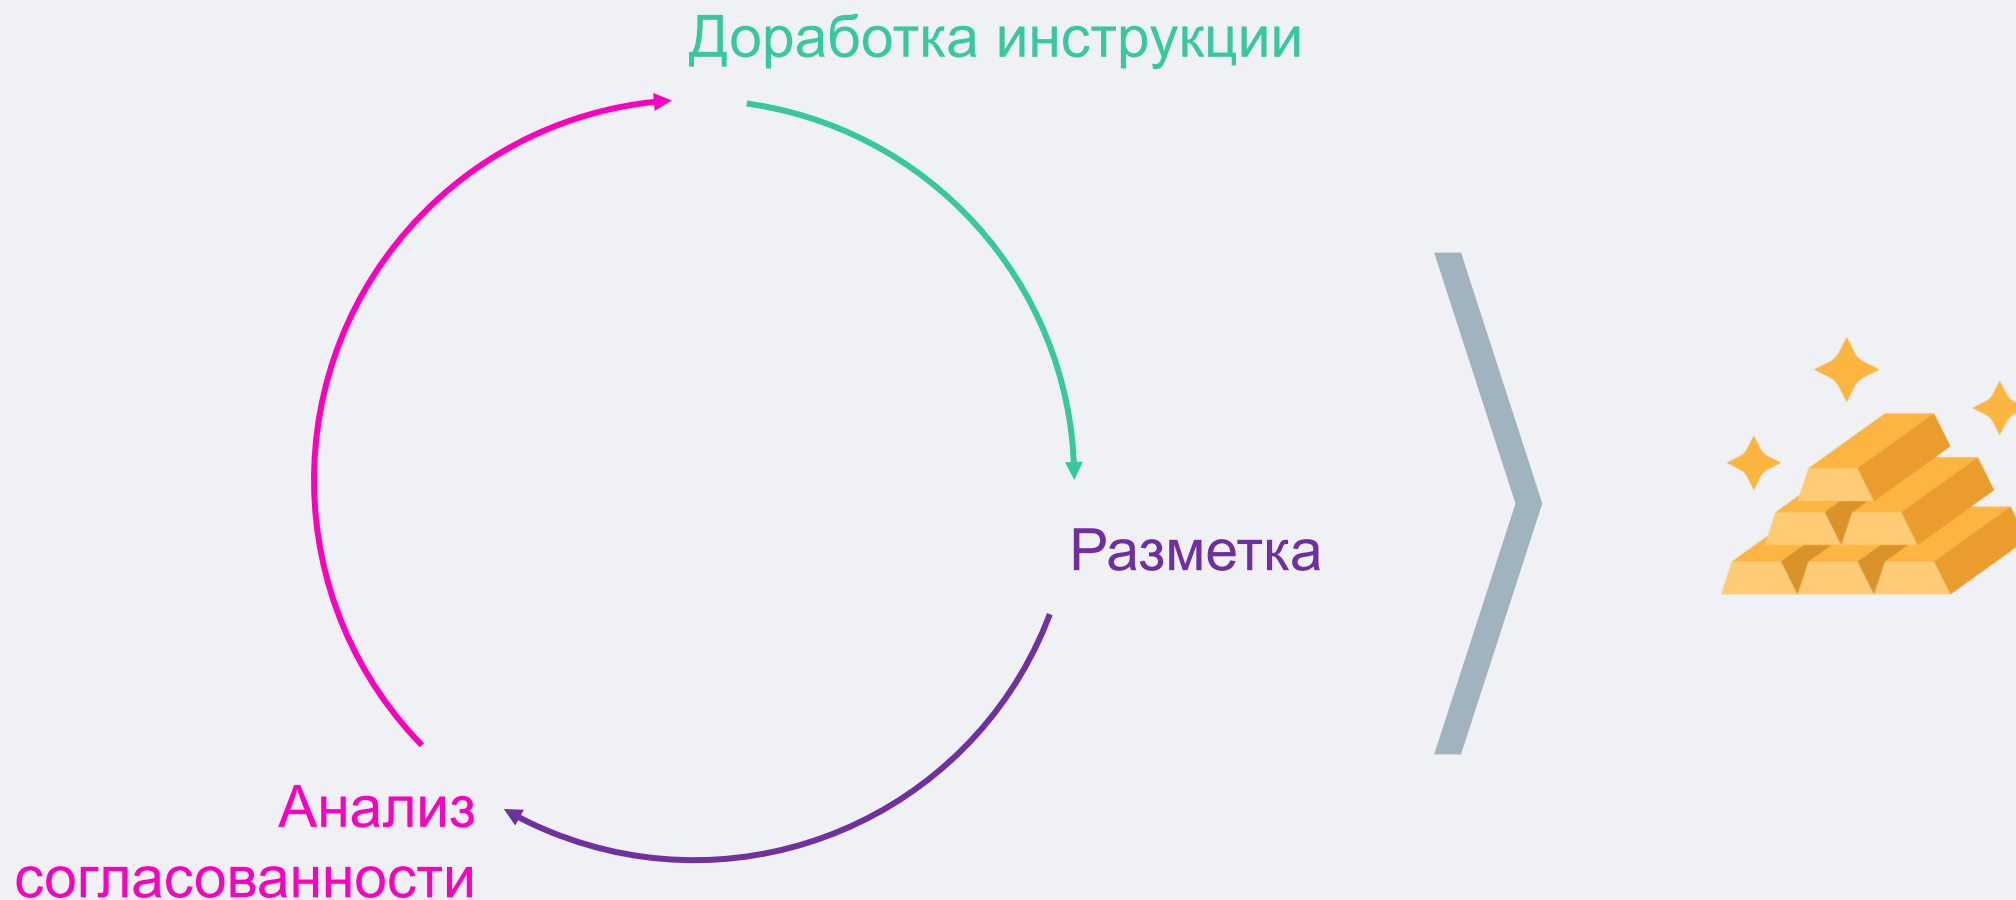 Доработка инструкции
Разметка
Анализ
согласованности